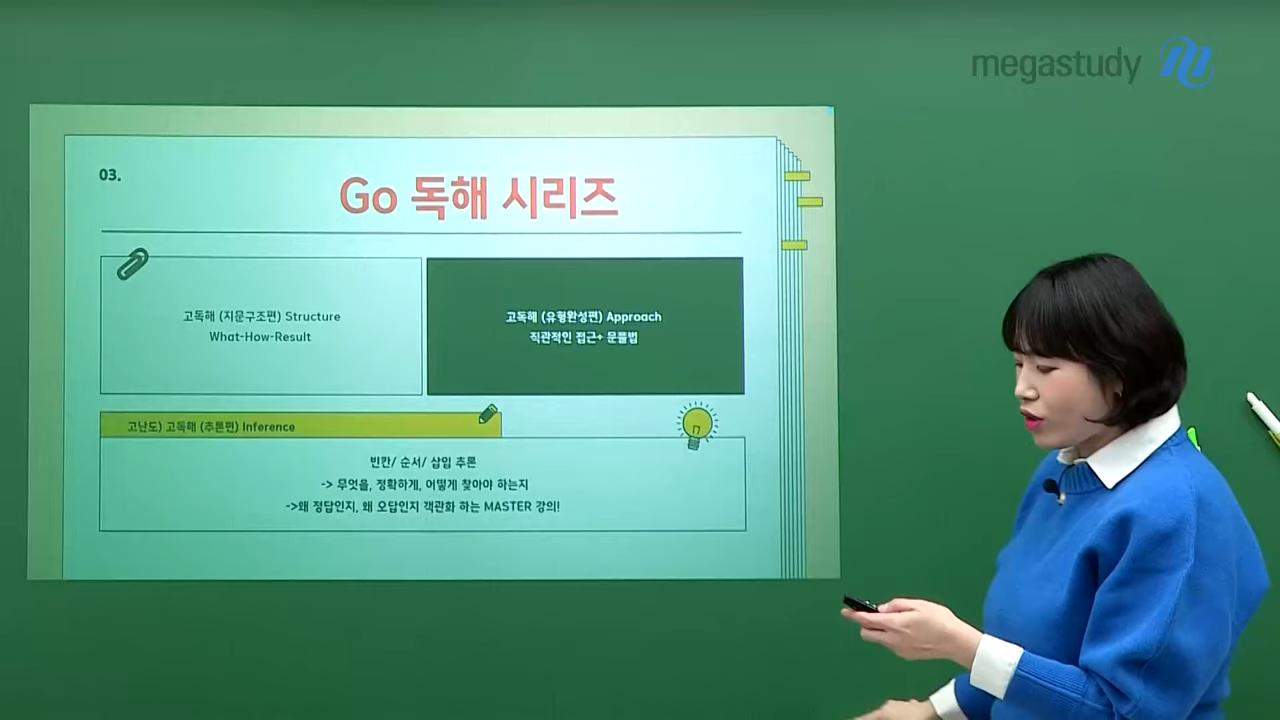 megastudy
03.
Go 독해 시리즈
고독해 (지문구조편) Structure
What-How-Result
고독해 (유형완성편) Approach
직관적인 접근+ 문풀법
고난도) 고독해 (추론편) Inference
빈칸/ 순서/ 삽입 추론
-> 무엇을, 정확하게, 어떻게 찾아야 하는지
->왜 정답인지, 왜 오답인지 객관화 하는 MASTER 강의!